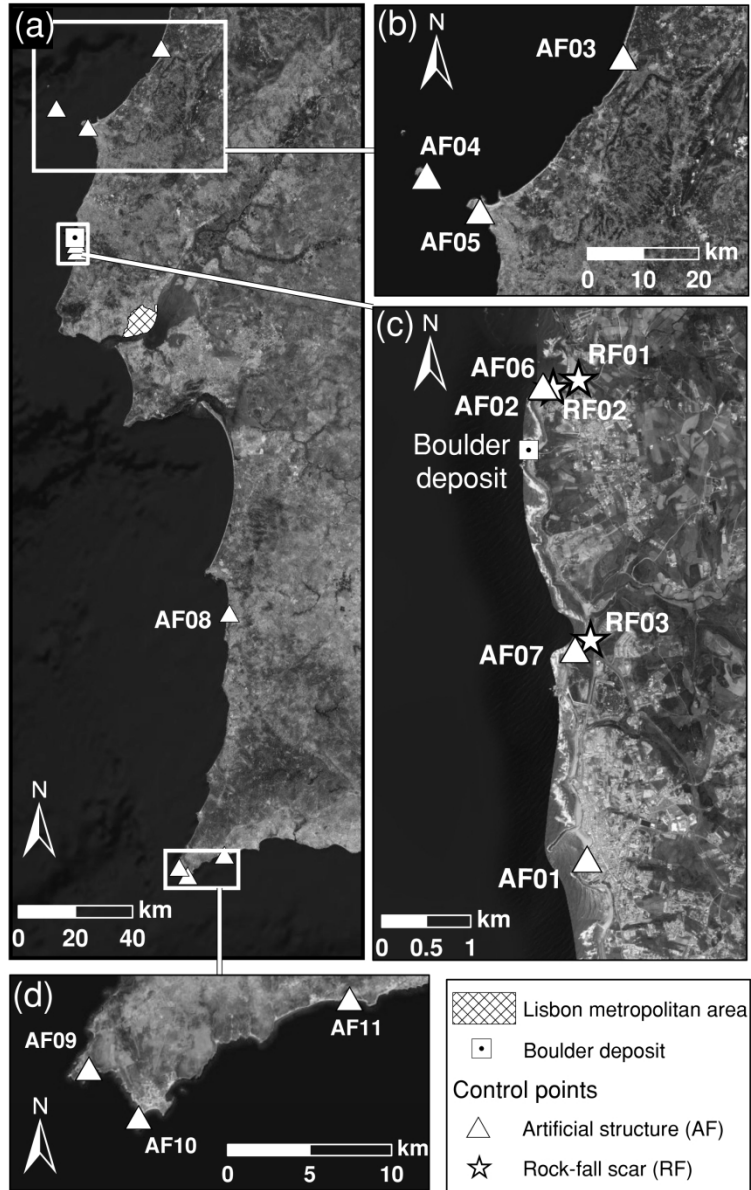 (a)
AF08
N
km
0 20 40
(b)
N
AF03
AF04
AF05
km
0 10 20
(c)
N
AF06
RF01
AF02
RF02
Boulder
deposit
RF03
AF07
AF01
km
0 0.5 1
(d)
AF09
AF11
N
AF10
km
0 5 10
Lisbon metropolitan area
Boulder deposit
Control points
Artificial structure (AF)
Rock-fall scar (RF)